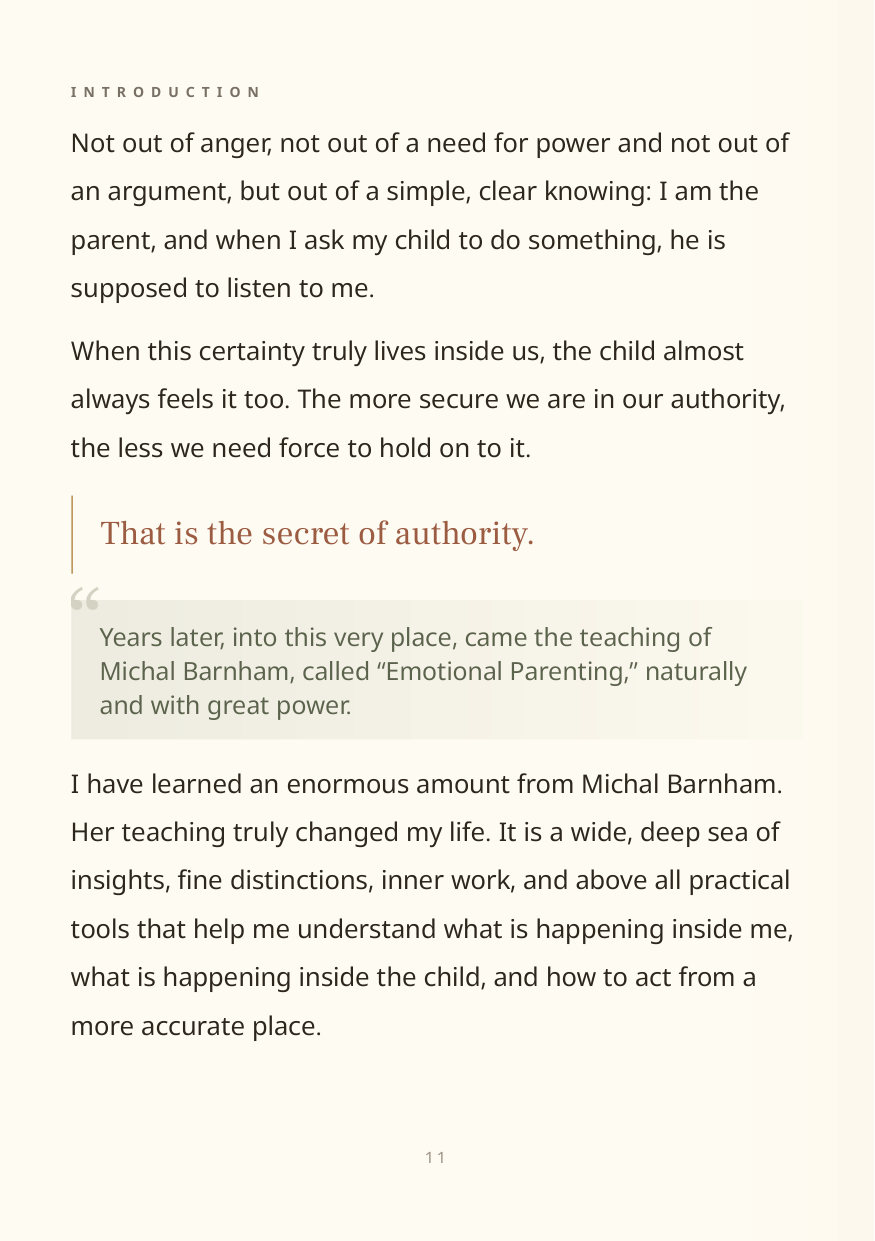 INTRODUCTION
Not out of anger, not out of a need for power and not out of
an argument, but out of a simple, clear knowing: I am the
parent, and when I ask my child to do something, he is
supposed to listen to me.
When this certainty truly lives inside us, the child almost
always feels it too. The more secure we are in our authority,
the less we need force to hold on to it.
That is the secret of authority.
“
Years later, into this very place, came the teaching of
Michal Barnham, called “Emotional Parenting,” naturally
and with great power.
I have learned an enormous amount from Michal Barnham.
Her teaching truly changed my life. It is a wide, deep sea of
insights, fine distinctions, inner work, and above all practical
tools that help me understand what is happening inside me,
what is happening inside the child, and how to act from a
more accurate place.
11